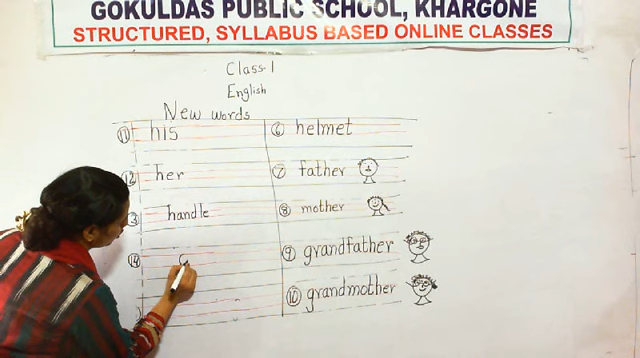 GOKULDAS PUBLIC SCHOOL, KHARGONE
STRUCTURED, SYLLABUS BASED ONLINE CLASSES
Class-1
English
New words
11 his
12 her
13 handle
14 c
6 helmet
7 father
8 mother
9 grandfather
10 grandmother